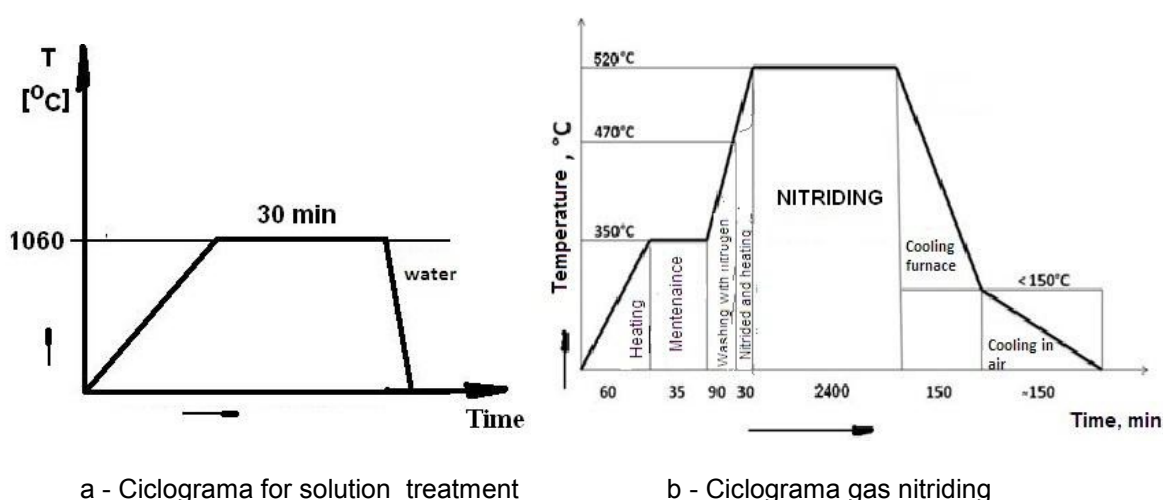 T
[°C]
1060
30 min
water
Time
a - Ciclograma for solution treatment
Temperature , °C
520°C
470°C
350°C
Heating
Mentenaince
Washing with nitrogen
Nitrided and heating
NITRIDING
Cooling
furnace
<150°C
Cooling in
air
60 35 90 30 2400 150 ~150
Time, min
b - Ciclograma gas nitriding